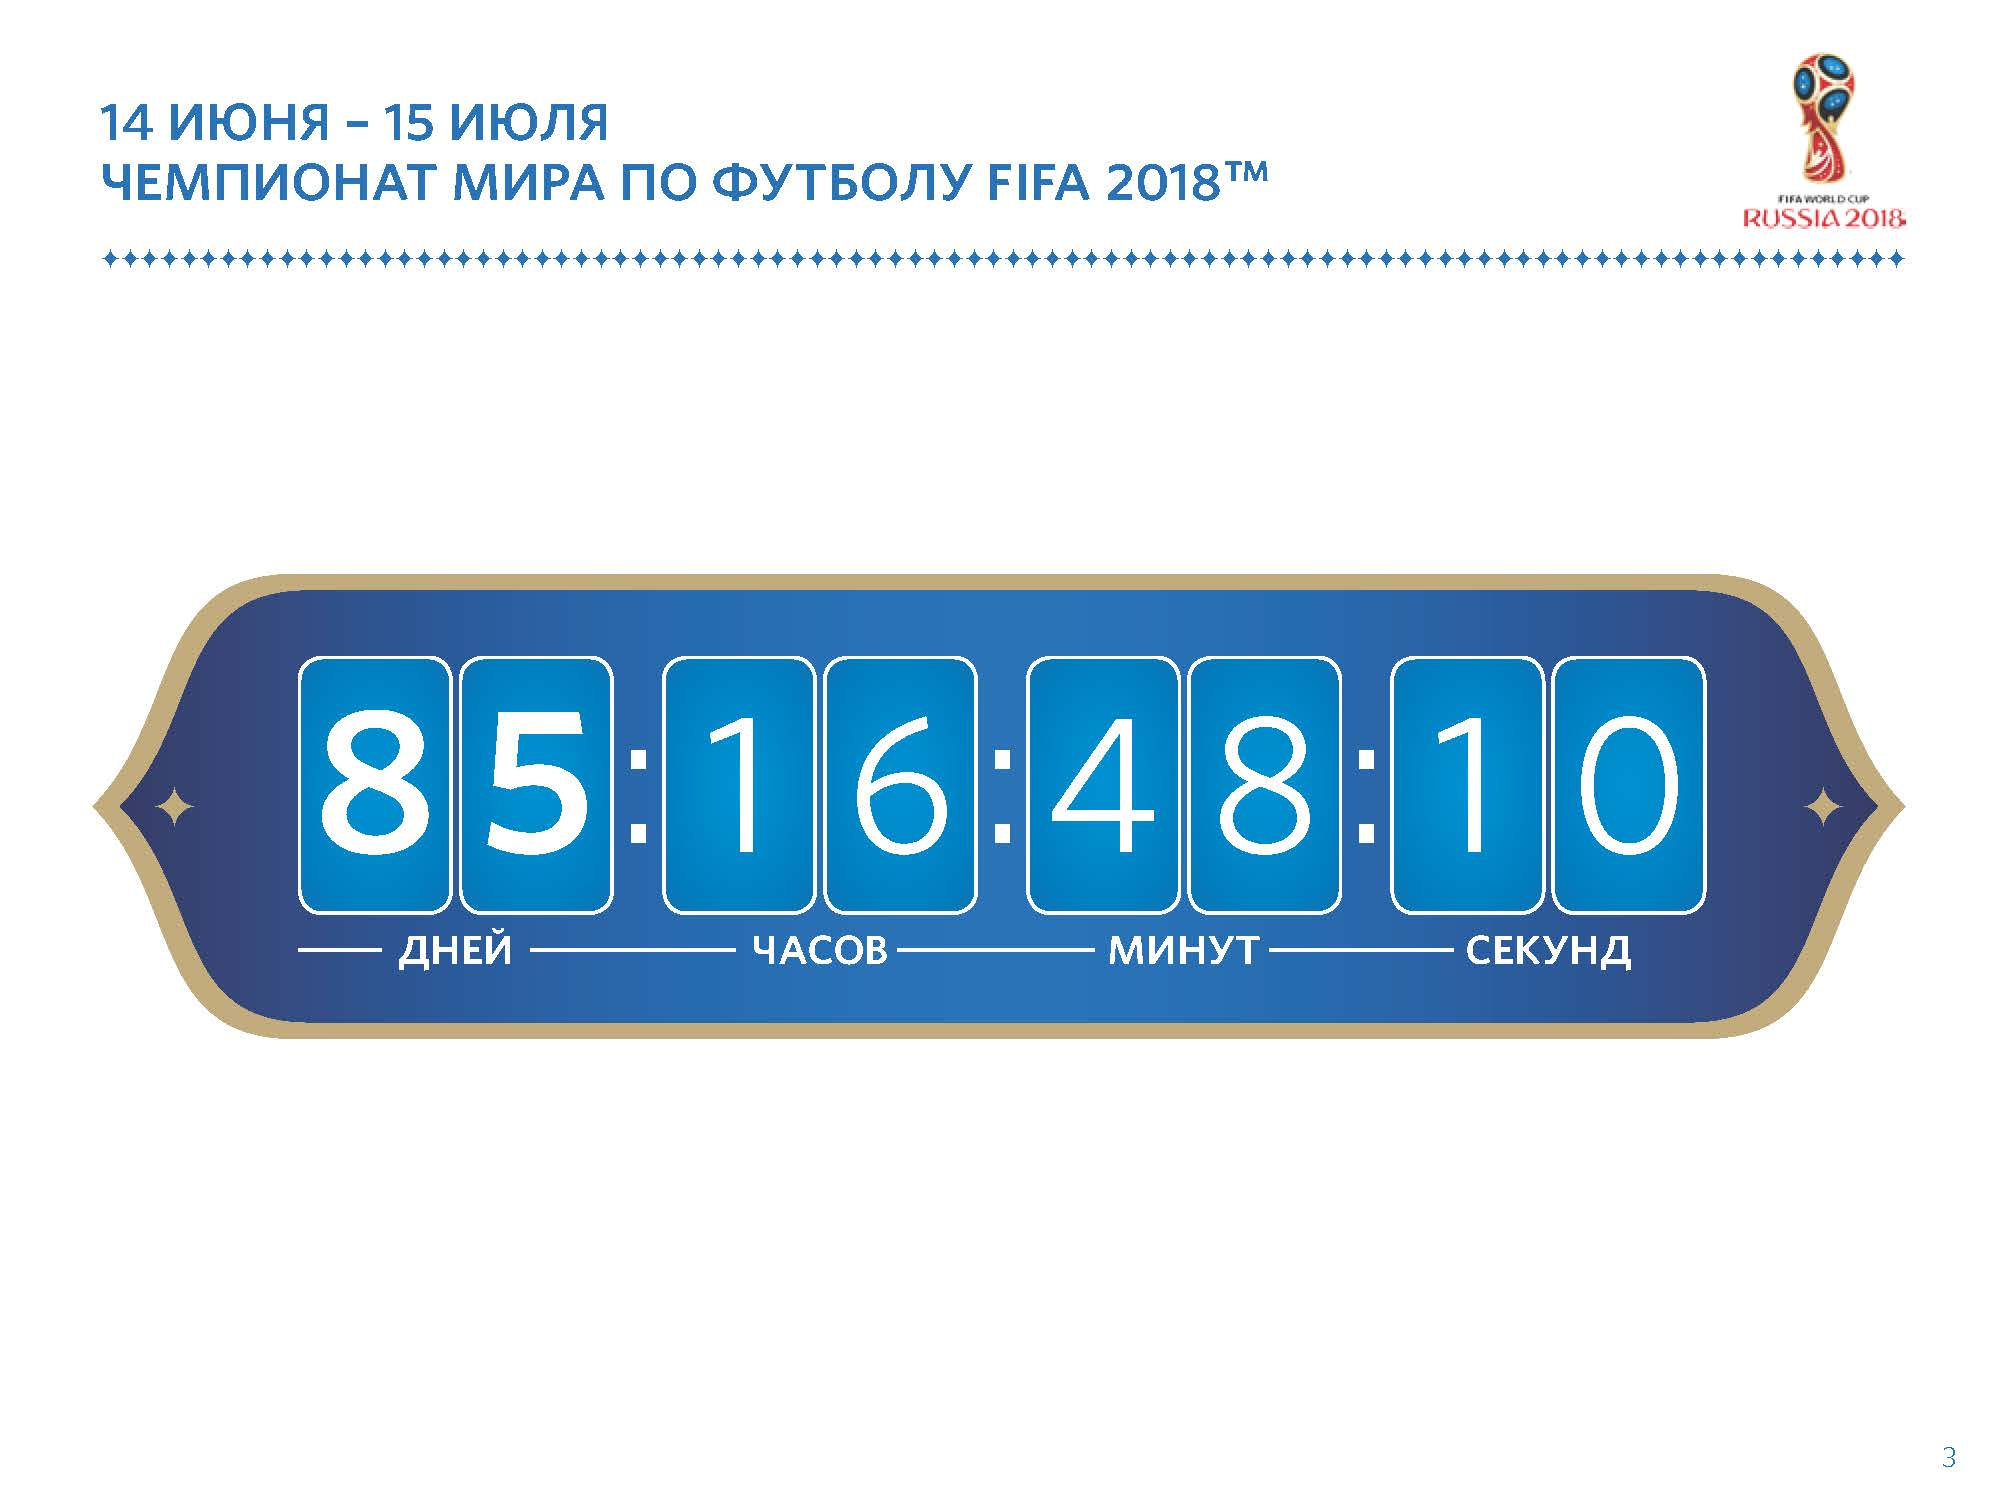 14 ИЮНЯ – 15 ИЮЛЯ
ЧЕМПИОНАТ МИРА ПО ФУТБОЛУ FIFA 2018™
FIFA WORLD CUP
RUSSIA 2018
85:16:48:10
ДНЕЙ ЧАСОВ МИНУТ СЕКУНД
3